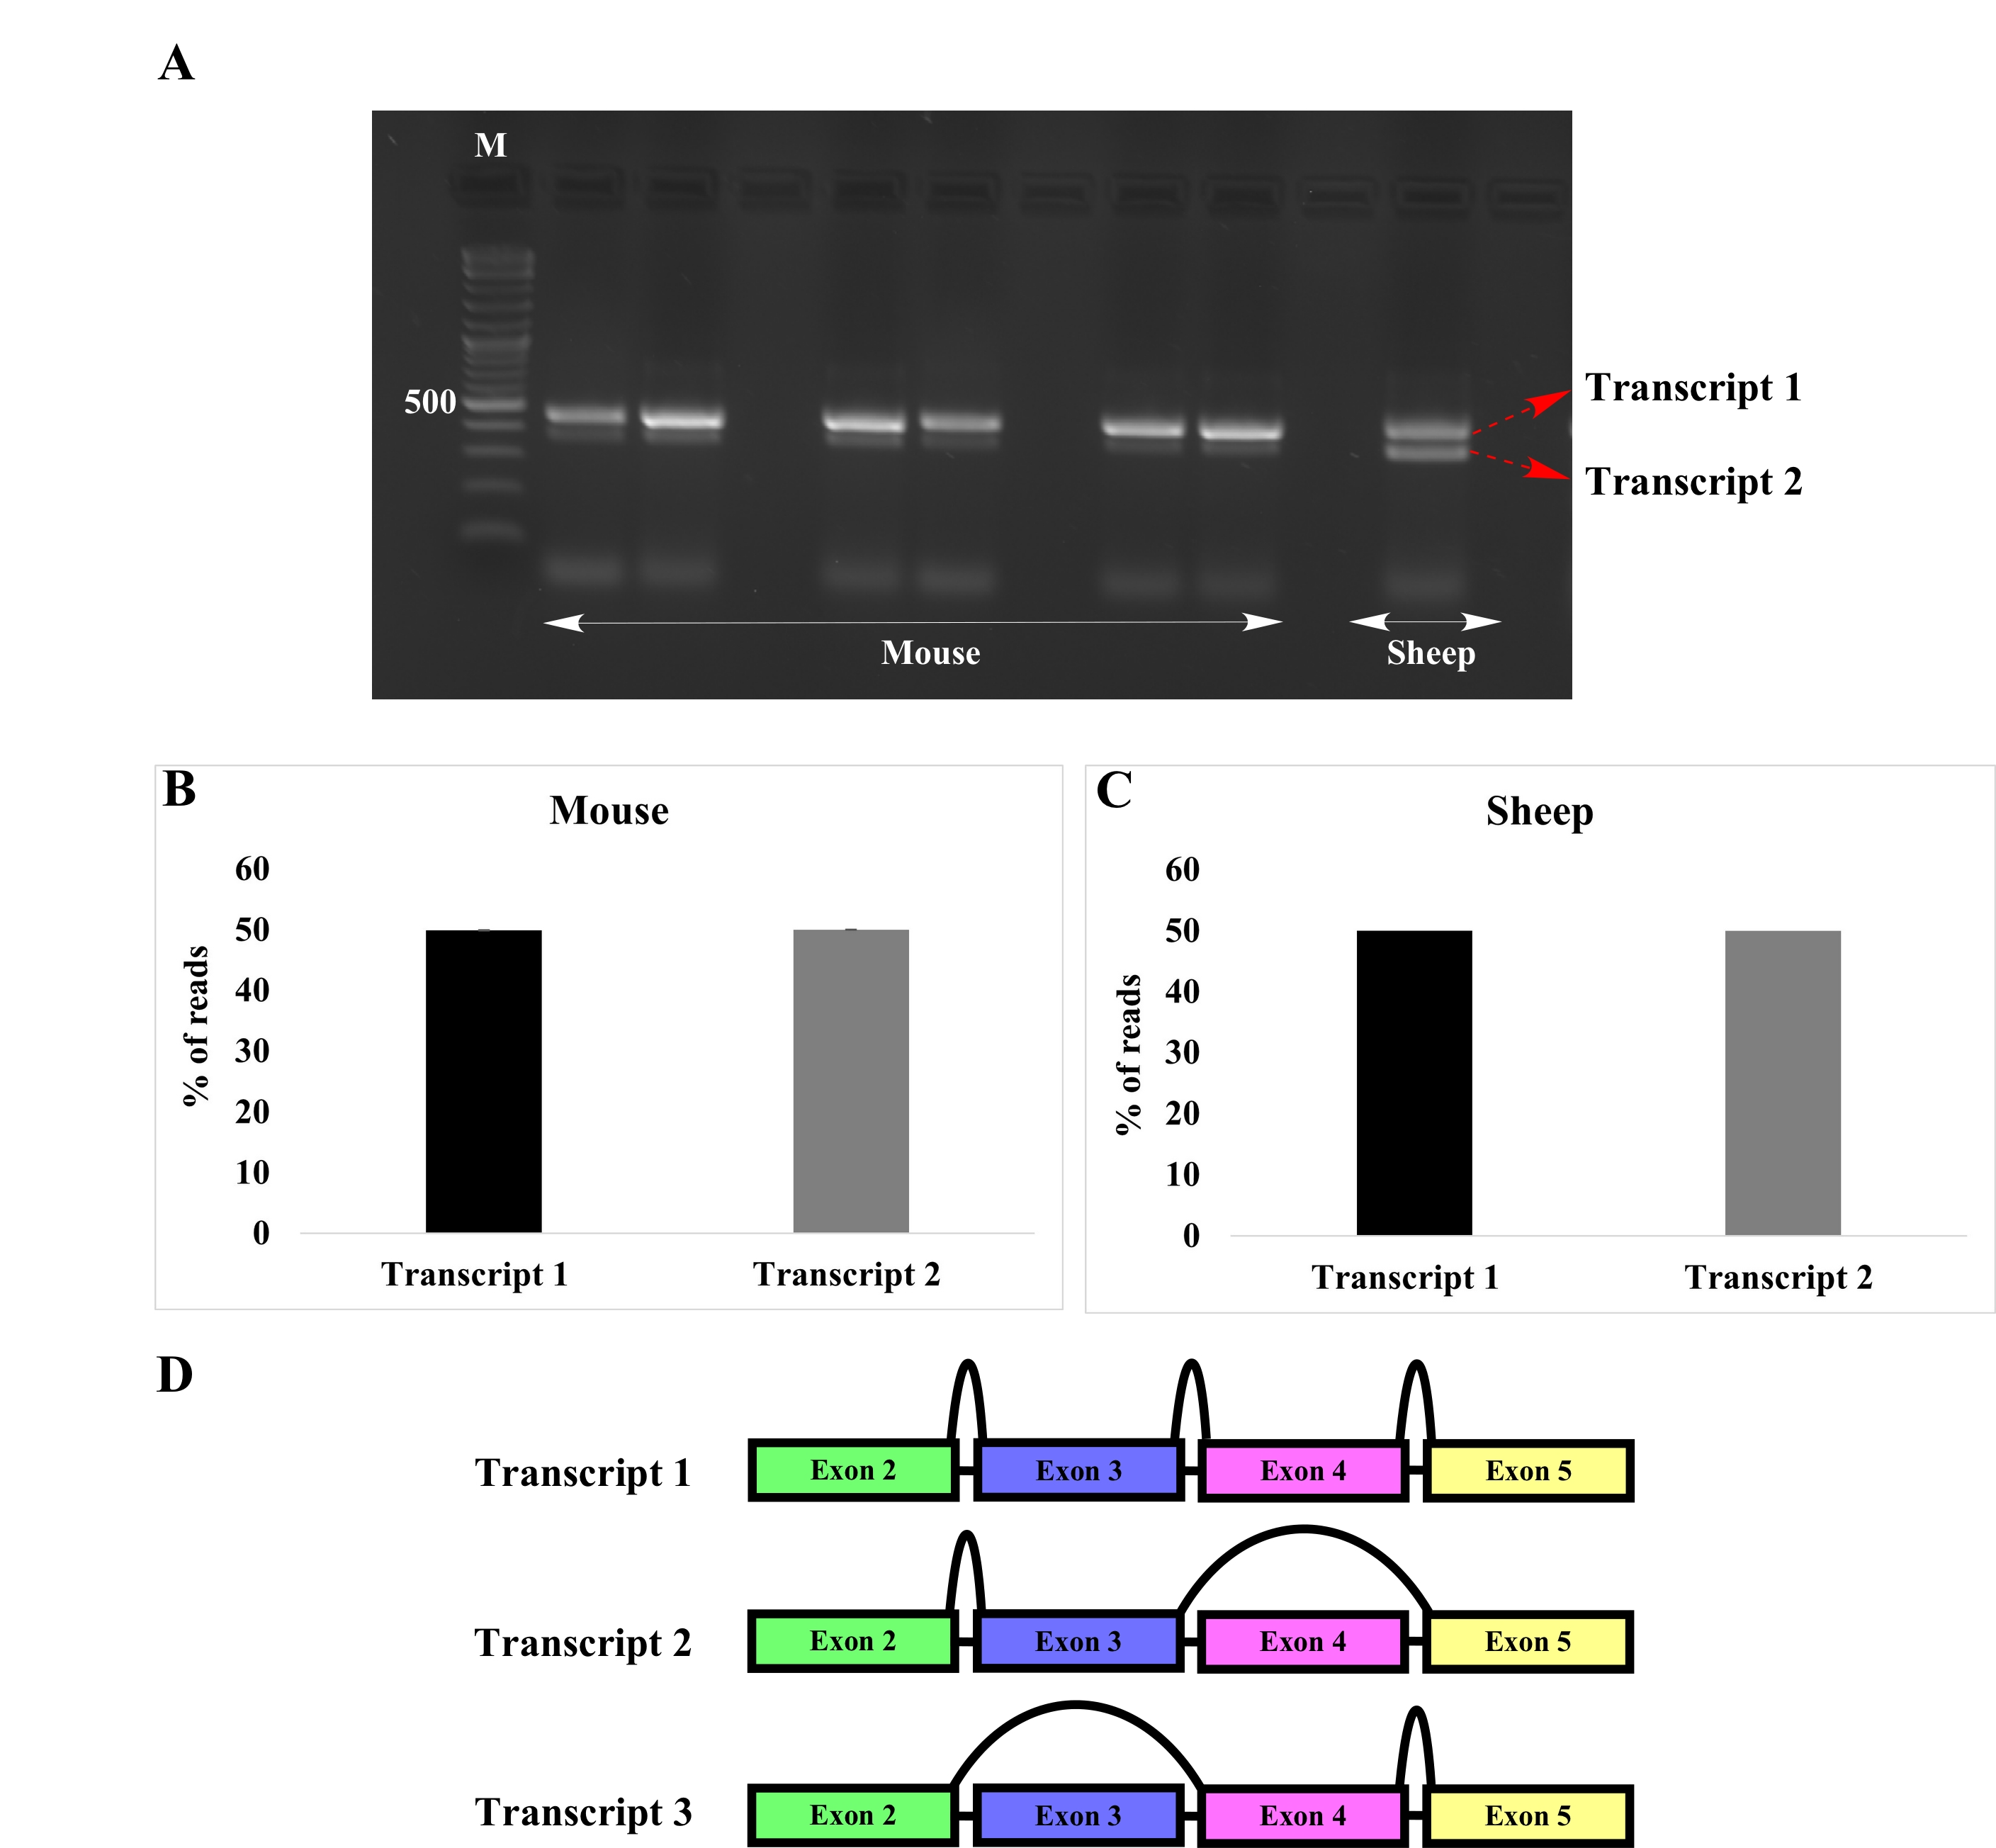 A
M
500
Transcript 1
Transcript 2
Mouse
Sheep
B
Mouse
% of reads
60
50
40
30
20
10
0
Transcript 1
Transcript 2
C
Sheep
% of reads
60
50
40
30
20
10
0
Transcript 1
Transcript 2
D
Transcript 1
Exon 2
Exon 3
Exon 4
Exon 5
Transcript 2
Exon 2
Exon 3
Exon 4
Exon 5
Transcript 3
Exon 2
Exon 3
Exon 4
Exon 5